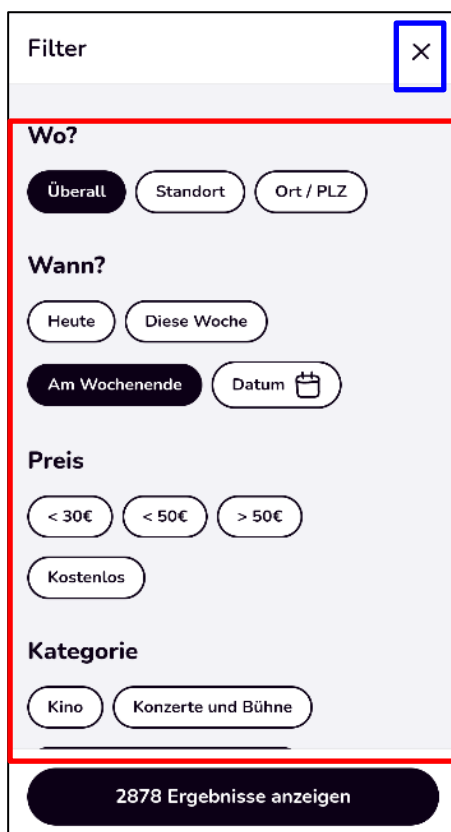 Filter
Wo?
Überall Standort Ort / PLZ
Wann?
Heute Diese Woche
Am Wochenende Datum
Preis
< 30€ < 50€ > 50€
Kostenlos
Kategorie
Kino Konzerte und Bühne
2878 Ergebnisse anzeigen